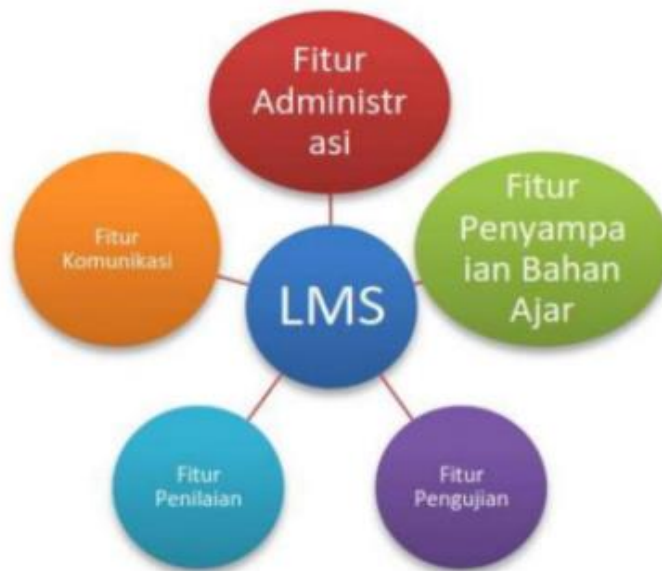 Fitur
Administr
asi
Fitur
Penyampa
ian Bahan
Ajar
Fitur
Komunikasi
LMS
Fitur
Penilaian
Fitur
Pengujian